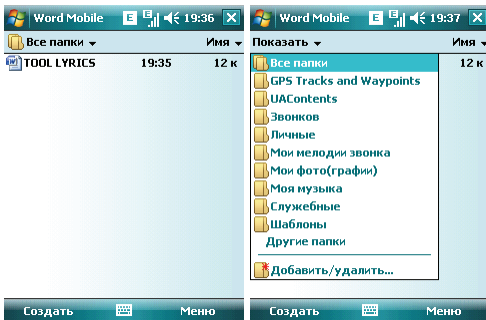 Word Mobile E E 19:36
Все папки Имя
TOOL LYRICS 19:35 12 к
Создать Меню
Word Mobile E E 19:37
Показать Имя
Все папки 12 к
GPS Tracks and Waypoints
UAContents
Звонков
Личные
Мои мелодии звонка
Мои фото(графии)
Моя музыка
Служебные
Шаблоны
Другие папки
Добавить/удалить...
Создать Меню